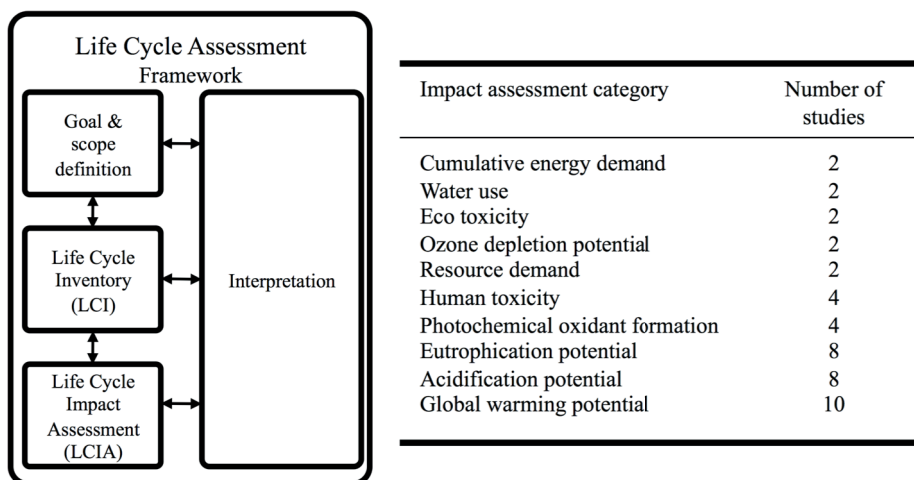 Life Cycle Assessment
Framework
Goal &
scope
definition
Life Cycle
Inventory
(LCI)
Life Cycle
Impact
Assessment
(LCIA)
Interpretation
Impact assessment category Number of
studies
Cumulative energy demand 2
Water use 2
Eco toxicity 2
Ozone depletion potential 2
Resource demand 2
Human toxicity 4
Photochemical oxidant formation 4
Eutrophication potential 8
Acidification potential 8
Global warming potential 10